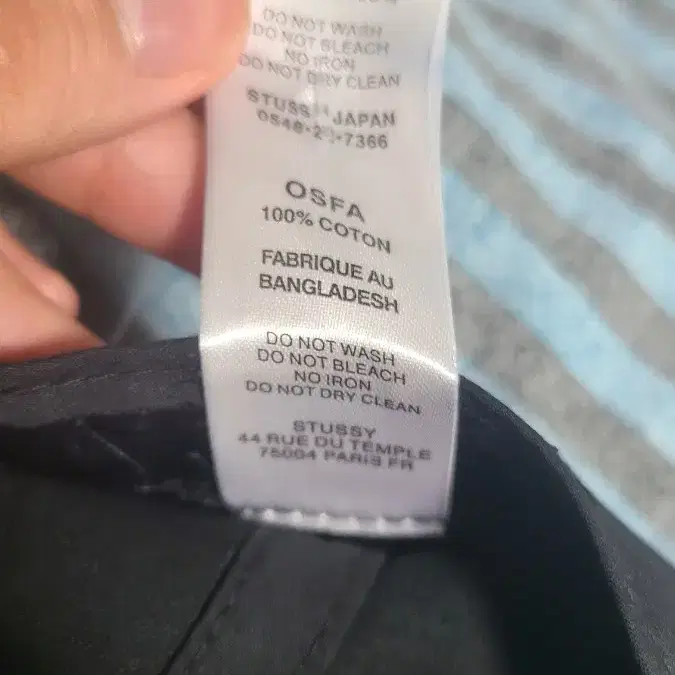 DO NOT WASH
DO NOT BLEACH
NO IRON
DO NOT DRY CLEAN
JAPAN
OSFA
100% COTON
FABRIQUE AU
BANGLADESH
DO NOT WASH
DO NOT BLEACH
NO IRON
DO NOT DRY CLEAN
STUSSY
44 RUE DU TEMPLE
75004 PARIS FR